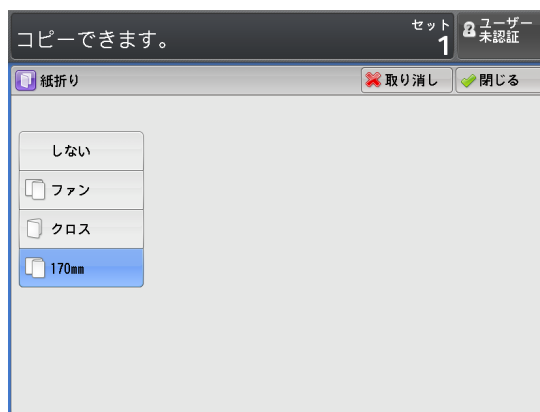 コピーできます。
セット
1
ユーザー
未認証
紙折り
取り消し
閉じる
しない
ファン
クロス
170mm